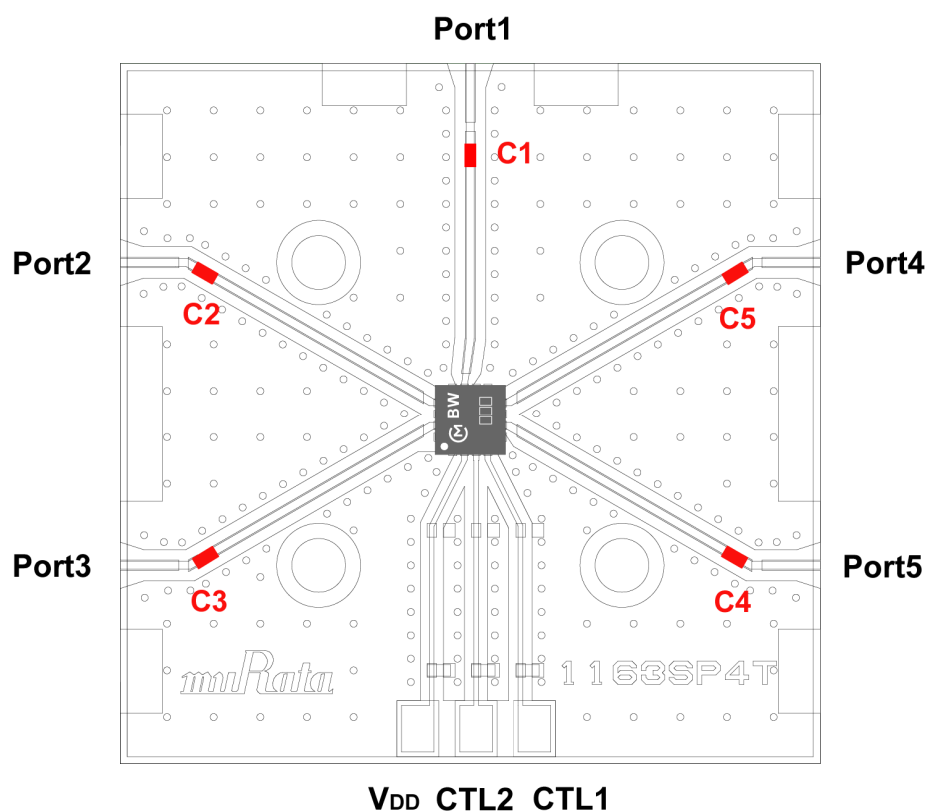 Port1
C1
Port2
Port4
C2
C5
BW
M
Port3
Port5
C3
C4
muRata
1163SP4T
VDD CTL2 CTL1